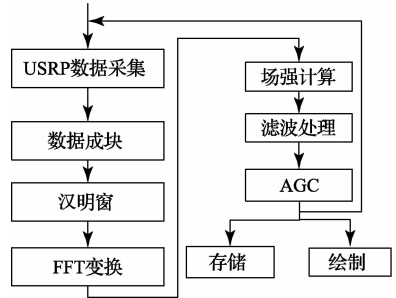 USRP数据采集
数据成块
汉明窗
FFT变换
场强计算
滤波处理
AGC
存储
绘制